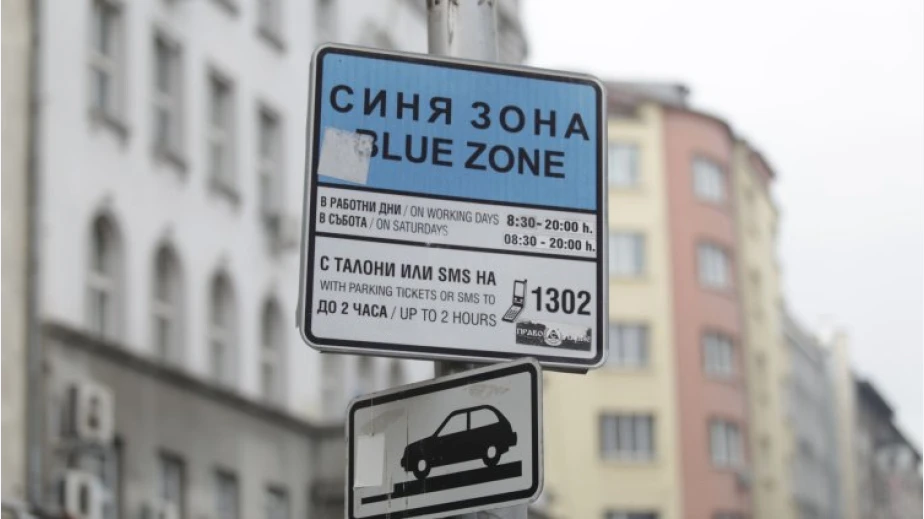 СИНЯ ЗОНА
BLUE ZONE
В РАБОТНИ ДНИ / ON WORKING DAYS 8:30-20:00 h.
В СЪБОТА / ON SATURDAYS 08:30 - 20:00 h.
С ТАЛОНИ ИЛИ SMS НА
WITH PARKING TICKETS OR SMS TO 1302
ДО 2 ЧАСА / UP TO 2 HOURS